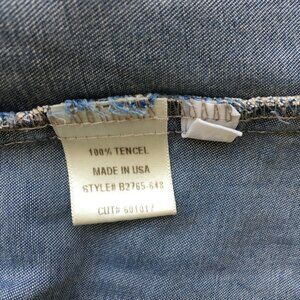 100% TENCEL
MADE IN USA
STYLE# B2765-648
CUT# 601017